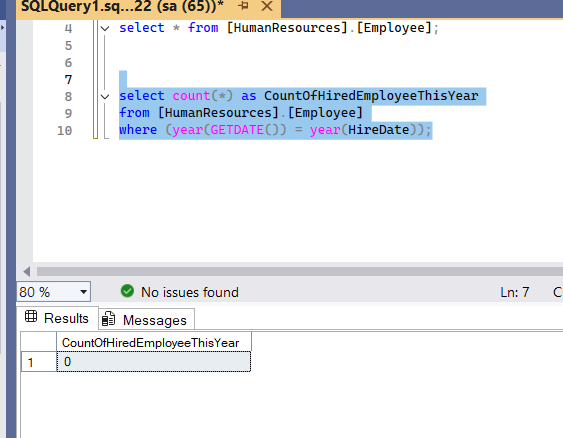 SQLQuery1.sq...22 (sa (65))*
4 select * from [HumanResources].[Employee];
5
6
7
8 select count(*) as CountOfHiredEmployeeThisYear
9 from [HumanResources].[Employee]
10 where (year(GETDATE()) = year(HireDate));
80 % No issues found Ln: 7 C
Results Messages
CountOfHiredEmployeeThisYear
1 0